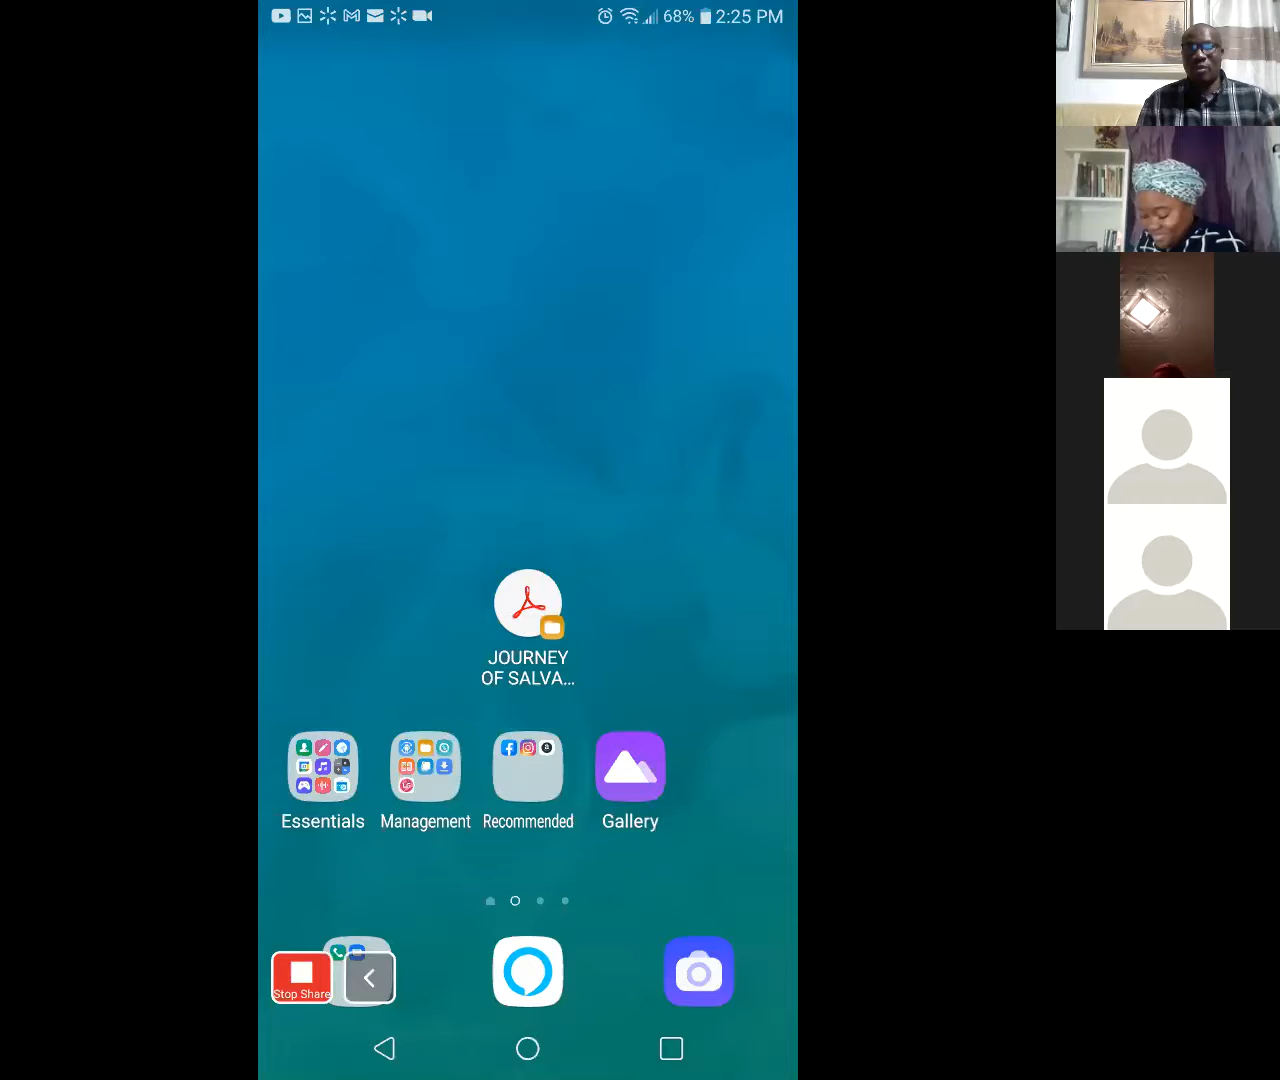 68% 2:25 PM
JOURNEY
OF SALVA...
Essentials
Management
Recommended
Gallery
Stop Share